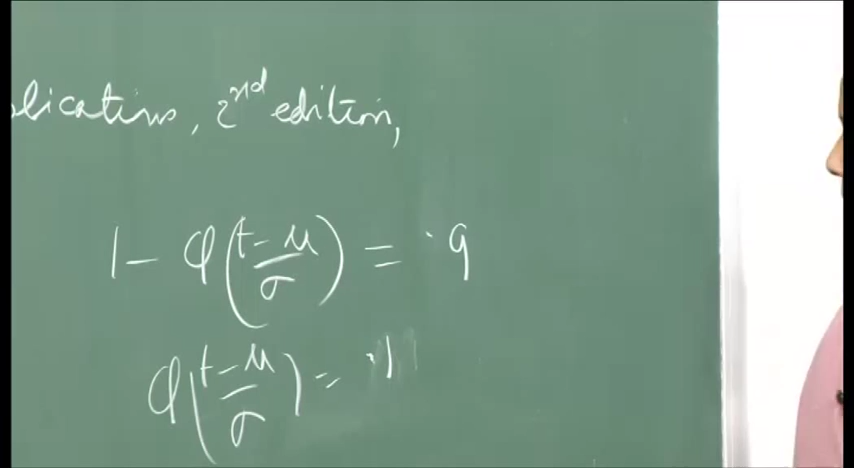 lications, 2nd edition,
1 - φ(t-μ/σ) = .9
φ(t-μ/σ) = .1